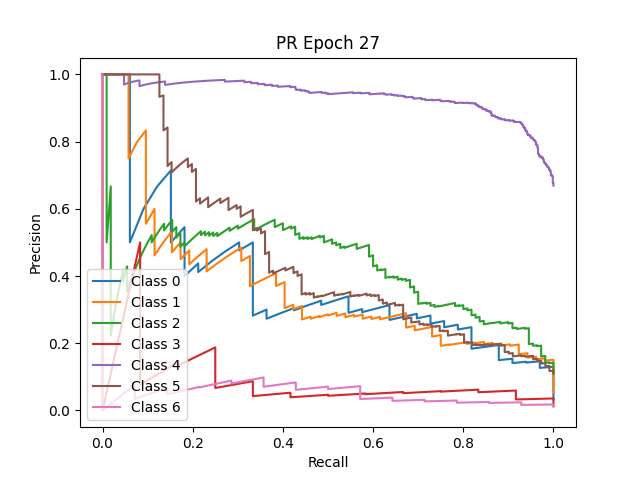 PR Epoch 27
1.0
0.8
0.6
0.4
0.2
0.0
Precision
Class 0
Class 1
Class 2
Class 3
Class 4
Class 5
Class 6
0.0 0.2 0.4 0.6 0.8 1.0
Recall